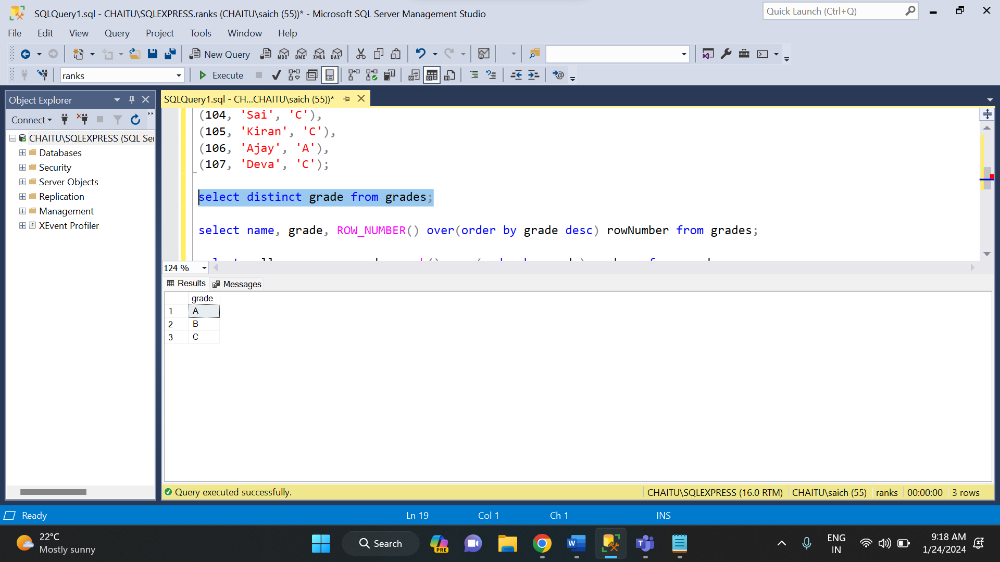 SQLQuery1.sql - CHAITU\SQLEXPRESS.ranks (CHAITU\saich (55))* - Microsoft SQL Server Management Studio
Quick Launch (Ctrl+Q)
File Edit View Query Project Tools Window Help
New Query
MDX DMX XMLA DAX
ranks
Execute
Object Explorer
SQLQuery1.sql - CH...CHAITU\saich (55))*
Connect
CHAITU\SQLEXPRESS (SQL Ser
Databases
Security
Server Objects
Replication
Management
XEvent Profiler
(104, 'Sai', 'C'),
(105, 'Kiran', 'C'),
(106, 'Ajay', 'A'),
(107, 'Deva', 'C');
select distinct grade from grades;
select name, grade, ROW_NUMBER() over(order by grade desc) rowNumber from grades;
124 %
Results Messages
grade
1 A
2 B
3 C
Query executed successfully.
CHAITU\SQLEXPRESS (16.0 RTM) CHAITU\saich (55) ranks 00:00:00 3 rows
Ready Ln 19 Col 1 Ch 1 INS
22°C
Mostly sunny
Search
PRE
ENG
IN
9:18 AM
1/24/2024